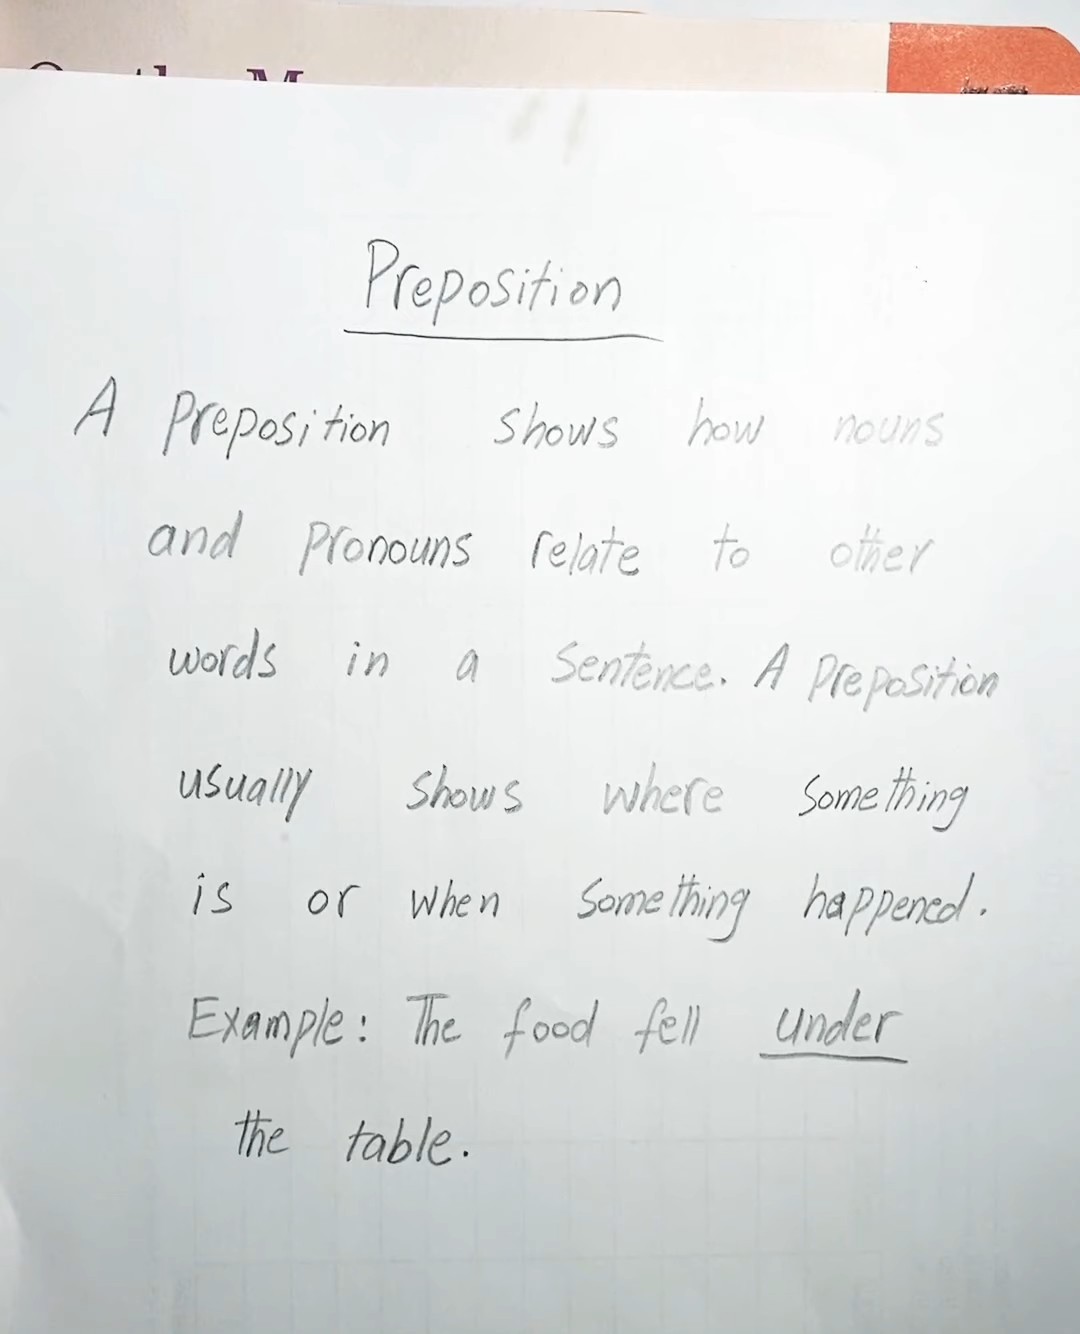 Preposition
A preposition shows how nouns
and pronouns relate to other
words in a sentence. A preposition
usually shows where something
is or when something happened.
Example: The food fell under
the table.